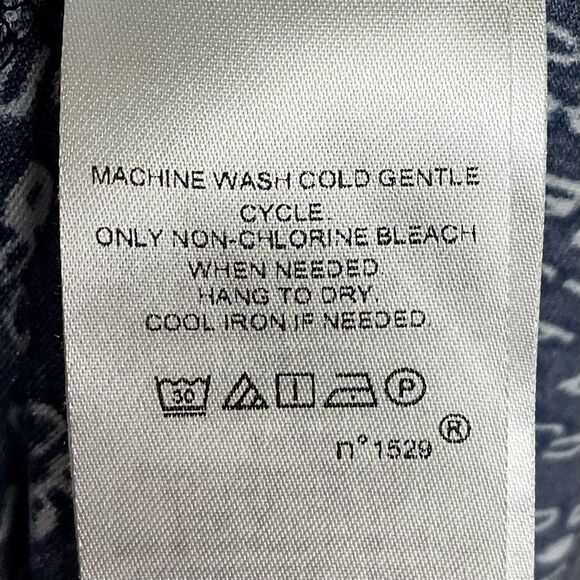 MACHINE WASH COLD GENTLE
CYCLE.
ONLY NON-CHLORINE BLEACH
WHEN NEEDED.
HANG TO DRY.
COOL IRON IF NEEDED.
30 P
n°1529 ®